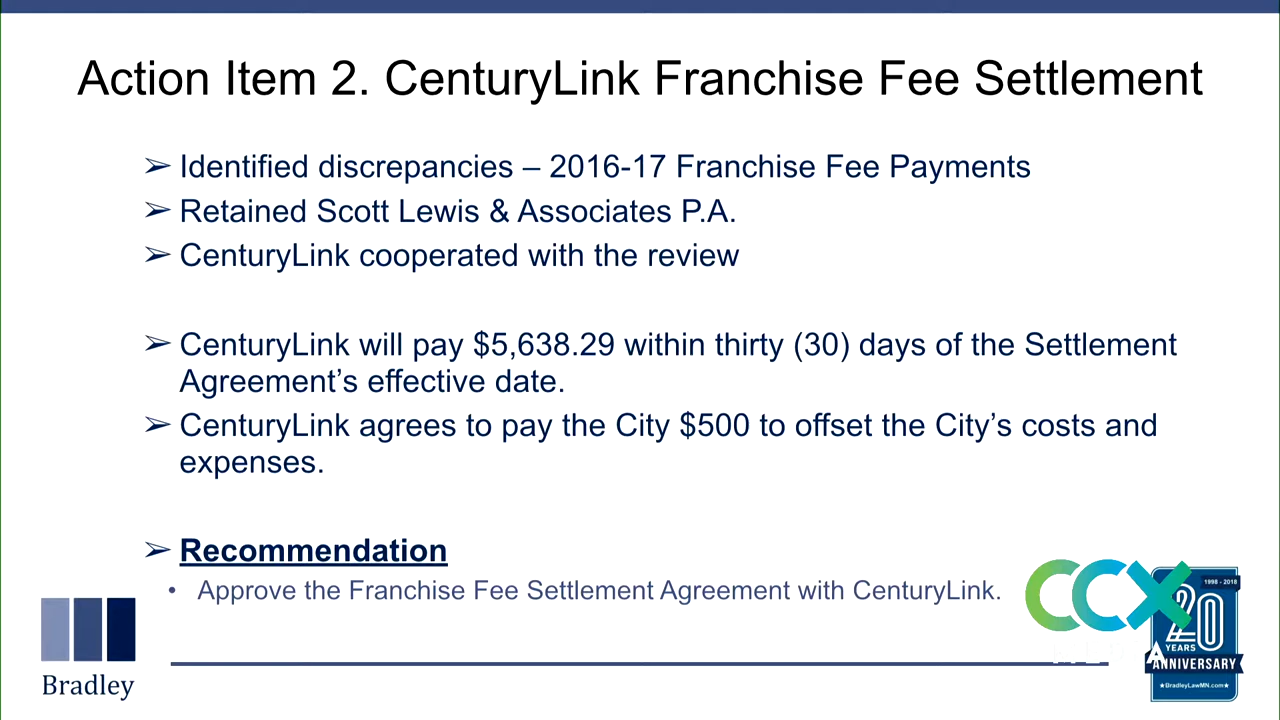 Action Item 2. CenturyLink Franchise Fee Settlement
➢ Identified discrepancies – 2016-17 Franchise Fee Payments
➢ Retained Scott Lewis & Associates P.A.
➢ CenturyLink cooperated with the review
➢ CenturyLink will pay $5,638.29 within thirty (30) days of the Settlement
Agreement’s effective date.
➢ CenturyLink agrees to pay the City $500 to offset the City’s costs and
expenses.
➢ Recommendation
• Approve the Franchise Fee Settlement Agreement with CenturyLink.
Bradley
CCX
1998 - 2018
20
YEARS
ANNIVERSARY
★BradleyLawMN.com★